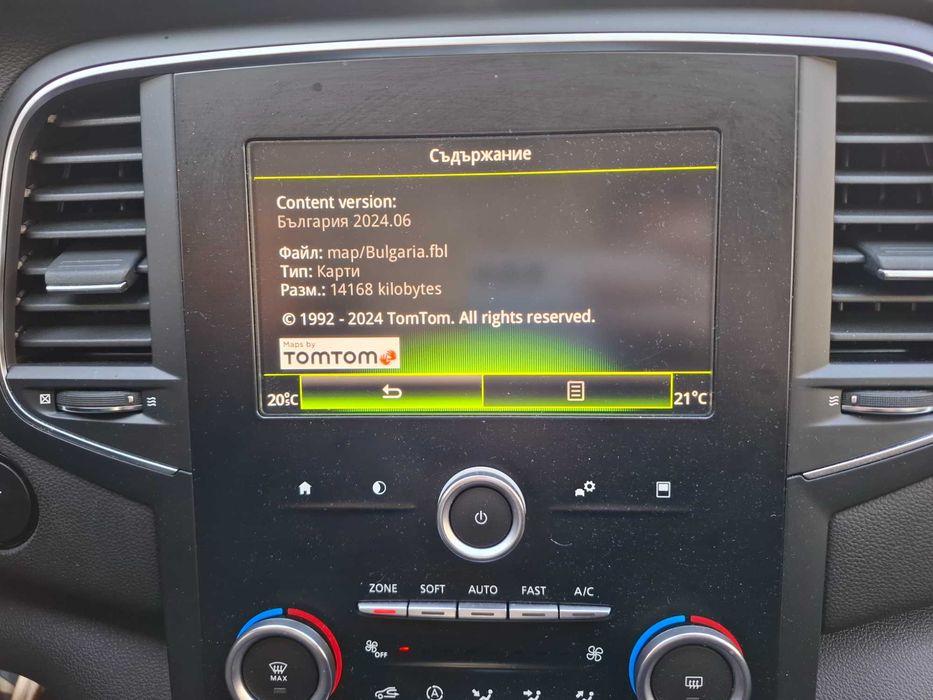 Съдържание
Content version:
България 2024.06
Файл: map/Bulgaria.fbl
Тип: Карти
Разм.: 14168 kilobytes
© 1992 - 2024 TomTom. All rights reserved.
Maps by
TOMTOM
20.5°C
21°C
ZONE SOFT AUTO FAST A/C
OFF
MAX
A